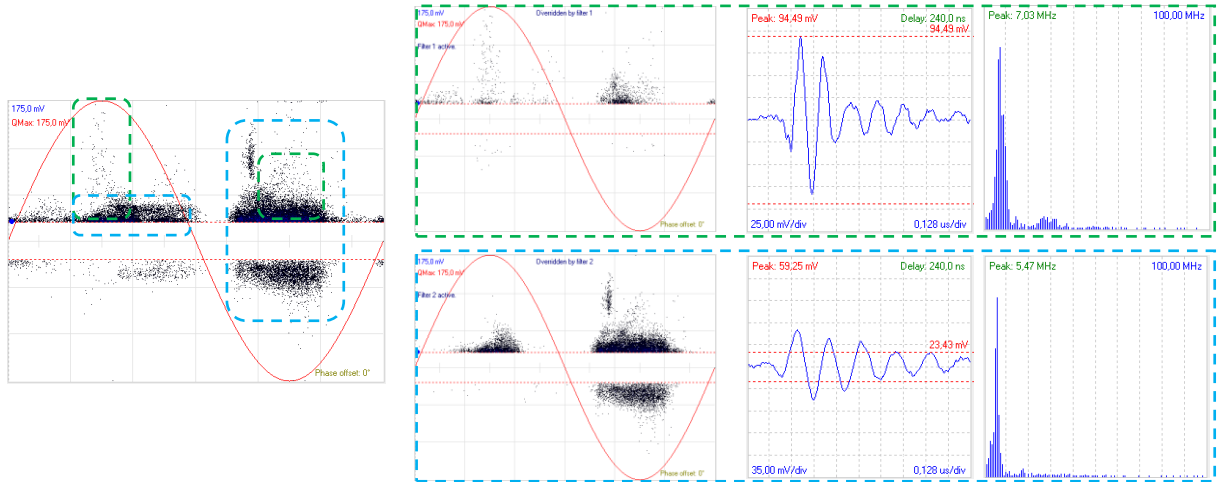 175,0 mV
QMax: 175,0 mV
Phase offset: 0°
175,0 mV
Overridden by filter 1
QMax: 175,0 mV
Filter 1 active.
Phase offset: 0°
Peak: 94,49 mV
Delay: 240,0 ns
94,49 mV
25,00 mV/div
0,128 us/div
Peak: 7,03 MHz
100,00 MHz
175,0 mV
Overridden by filter 2
QMax: 175,0 mV
Filter 2 active.
Phase offset: 0°
Peak: 59,25 mV
Delay: 240,0 ns
23,43 mV
35,00 mV/div
0,128 us/div
Peak: 5,47 MHz
100,00 MHz